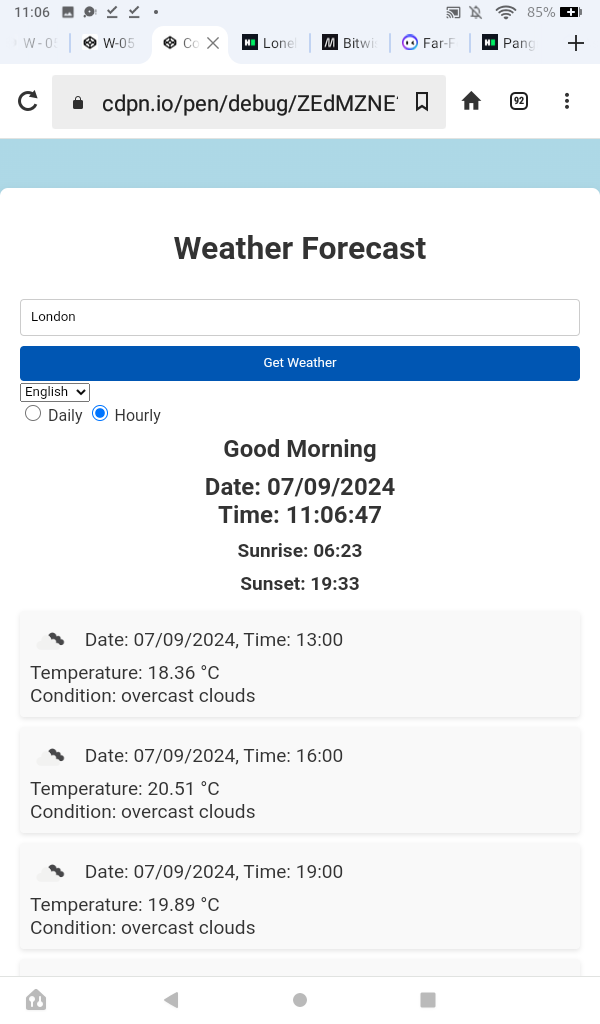 11:06
85%
W - 05
W-05
Co
Lonel
Bitwi
Far-F
Pang
cdpn.io/pen/debug/ZEdMZNE
92
Weather Forecast
London
Get Weather
English
Daily
Hourly
Good Morning
Date: 07/09/2024
Time: 11:06:47
Sunrise: 06:23
Sunset: 19:33
Date: 07/09/2024, Time: 13:00
Temperature: 18.36 °C
Condition: overcast clouds
Date: 07/09/2024, Time: 16:00
Temperature: 20.51 °C
Condition: overcast clouds
Date: 07/09/2024, Time: 19:00
Temperature: 19.89 °C
Condition: overcast clouds